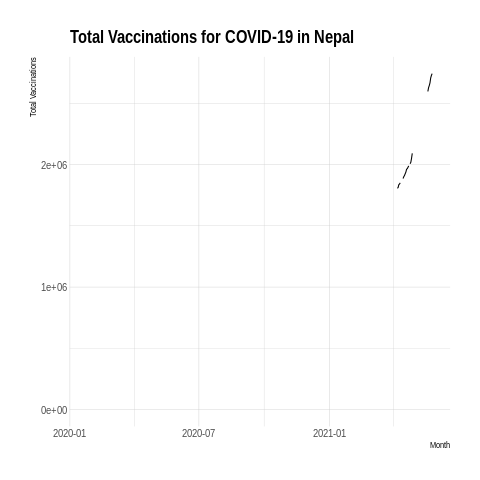 Total Vaccinations for COVID-19 in Nepal
Total Vaccinations
2e+06
1e+06
0e+00
2020-01
2020-07
2021-01
Month